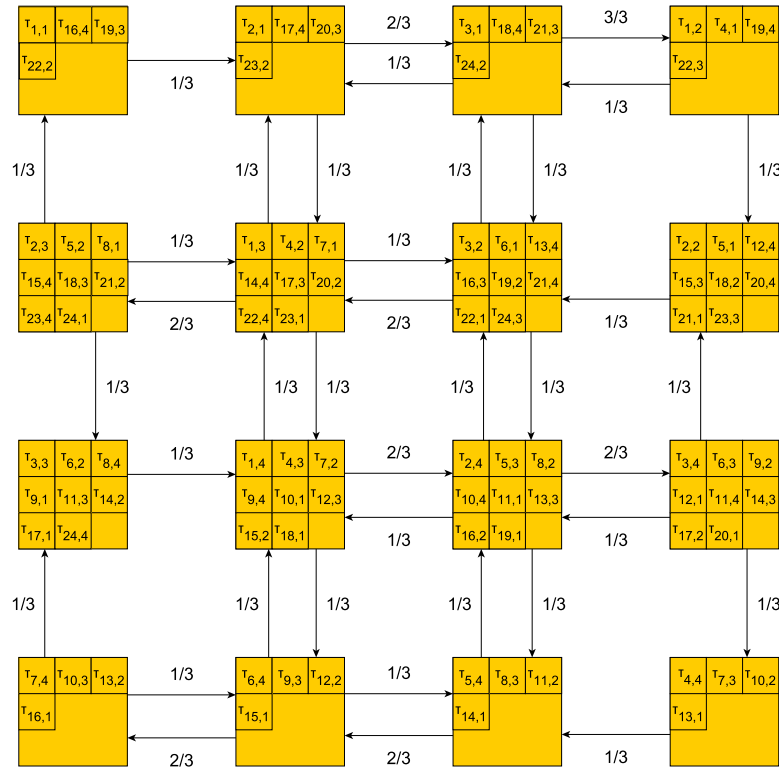 τ1,1 τ16,4 τ19,3
τ22,2
1/3
τ2,1 τ17,4 τ20,3
τ23,2
2/3
1/3
τ3,1 τ18,4 τ21,3
τ24,2
3/3
1/3
τ1,2 τ4,1 τ19,4
τ22,3
1/3 1/3 1/3 1/3 1/3 1/3
τ2,3 τ5,2 τ8,1
τ15,4 τ18,3 τ21,2
τ23,4 τ24,1
1/3
2/3
τ1,3 τ4,2 τ7,1
τ14,4 τ17,3 τ20,2
τ22,4 τ23,1
1/3
2/3
τ3,2 τ6,1 τ13,4
τ16,3 τ19,2 τ21,4
τ22,1 τ24,3
1/3
τ2,2 τ5,1 τ12,4
τ15,3 τ18,2 τ20,4
τ21,1 τ23,3
1/3 1/3 1/3 1/3 1/3 1/3
τ3,3 τ6,2 τ8,4
τ9,1 τ11,3 τ14,2
τ17,1 τ24,4
1/3
τ1,4 τ4,3 τ7,2
τ9,4 τ10,1 τ12,3
τ15,2 τ18,1
2/3
1/3
τ2,4 τ5,3 τ8,2
τ10,4 τ11,1 τ13,3
τ16,2 τ19,1
2/3
1/3
τ3,4 τ6,3 τ9,2
τ12,1 τ11,4 τ14,3
τ17,2 τ20,1
1/3 1/3 1/3 1/3 1/3 1/3
τ7,4 τ10,3 τ13,2
τ16,1
1/3
2/3
τ6,4 τ9,3 τ12,2
τ15,1
1/3
2/3
τ5,4 τ8,3 τ11,2
τ14,1
1/3
τ4,4 τ7,3 τ10,2
τ13,1